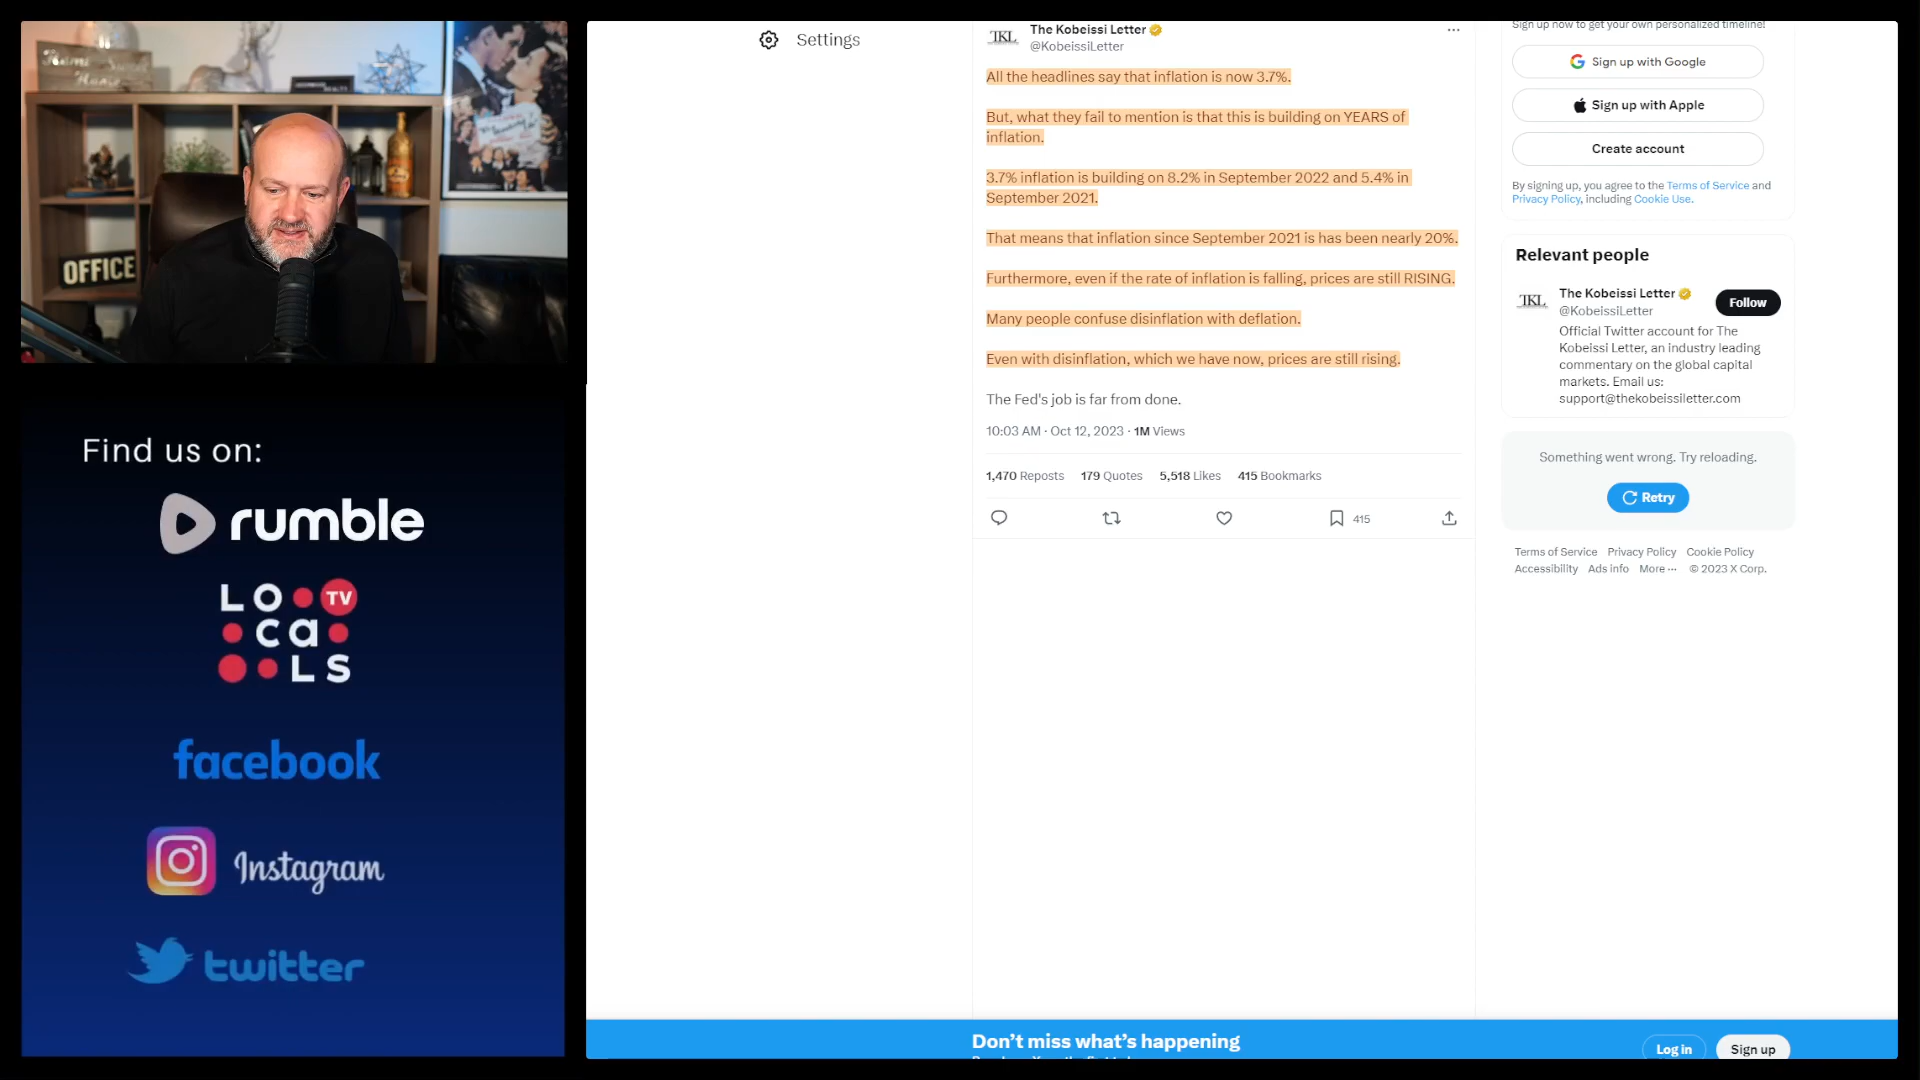 OFFICE
Find us on:
rumble
LO TV
ca
LS
facebook
Instagram
twitter
Settings
The Kobeissi Letter
@KobeissiLetter
All the headlines say that inflation is now 3.7%.
But, what they fail to mention is that this is building on YEARS of
inflation.
3.7% inflation is building on 8.2% in September 2022 and 5.4% in
September 2021.
That means that inflation since September 2021 is has been nearly 20%.
Furthermore, even if the rate of inflation is falling, prices are still RISING.
Many people confuse disinflation with deflation.
Even with disinflation, which we have now, prices are still rising.
The Fed's job is far from done.
10:03 AM · Oct 12, 2023 · 1M Views
1,470 Reposts 179 Quotes 5,518 Likes 415 Bookmarks
415
Sign up now to get your own personalized timeline!
Sign up with Google
Sign up with Apple
Create account
By signing up, you agree to the Terms of Service and
Privacy Policy, including Cookie Use.
Relevant people
The Kobeissi Letter
@KobeissiLetter
Follow
Official Twitter account for The
Kobeissi Letter, an industry leading
commentary on the global capital
markets. Email us:
support@thekobeissiletter.com
Something went wrong. Try reloading.
Retry
Terms of Service Privacy Policy Cookie Policy
Accessibility Ads info More ··· © 2023 X Corp.
Don't miss what's happening
Log in
Sign up